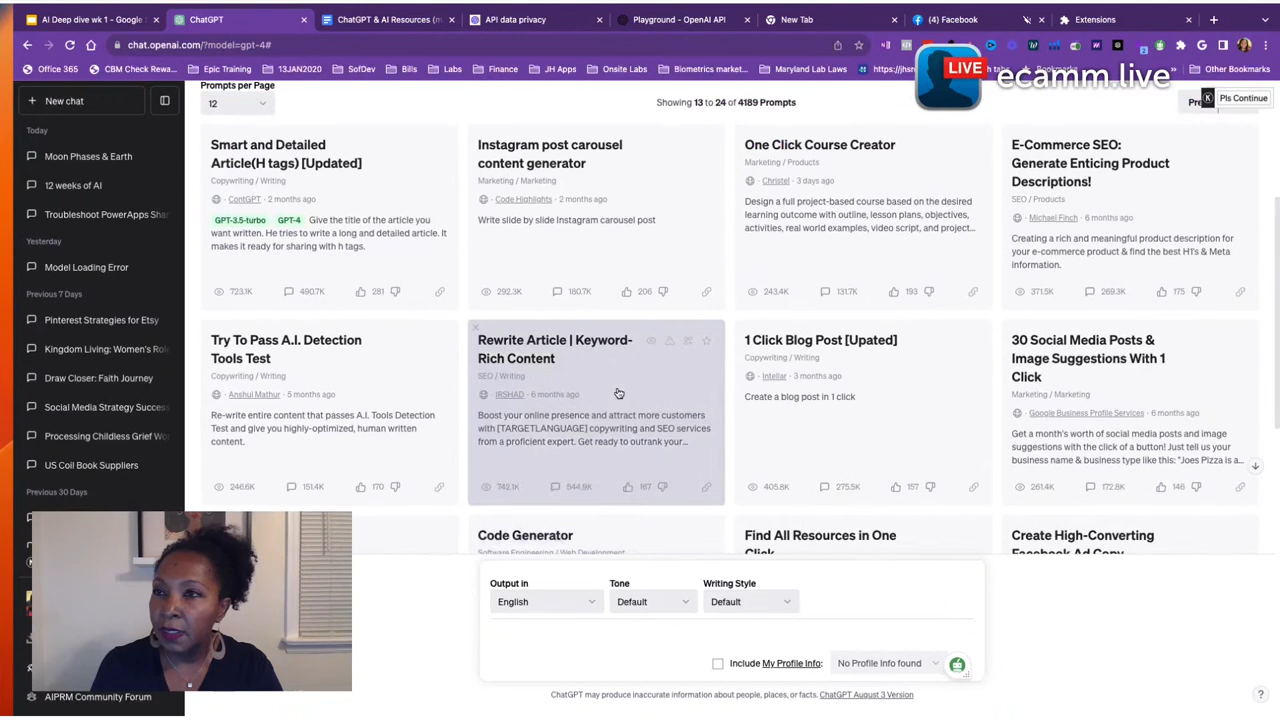 AI Deep dive wk 1 - Google S
ChatGPT
ChatGPT & AI Resources (m
API data privacy
Playground - OpenAI API
New Tab
(4) Facebook
Extensions
chat.openai.com/?model=gpt-4#
Office 365
CBM Check Rewa...
Epic Training
13JAN2020
SofDev
Bills
Labs
Finance
JH Apps
Onsite Labs
Biometrics market...
Maryland Lab Laws
Other Bookmarks
LIVE
ecamm.live
New chat
Today
Moon Phases & Earth
12 weeks of AI
Troubleshoot PowerApps Shar
Yesterday
Model Loading Error
Previous 7 Days
Pinterest Strategies for Etsy
Kingdom Living: Women's Role
Draw Closer: Faith Journey
Social Media Strategy Success
Processing Childless Grief Wo
US Coil Book Suppliers
Previous 30 Days
AIPRM Community Forum
Prompts per Page
12
Showing 13 to 24 of 4189 Prompts
Pls Continue
Smart and Detailed
Article(H tags) [Updated]
Copywriting / Writing
· ContGPT · 2 months ago
GPT-3.5-turbo GPT-4 Give the title of the article you
want written. He tries to write a long and detailed article. It
makes it ready for sharing with h tags.
723.1K 490.7K 281
Instagram post carousel
content generator
Marketing / Marketing
· Code Highlights · 2 months ago
Write slide by slide Instagram carousel post
292.3K 180.7K 206
One Click Course Creator
Marketing / Products
· Christel · 3 days ago
Design a full project-based course based on the desired
learning outcome with outline, lesson plans, objectives,
activities, real world examples, video script, and project...
243.4K 131.7K 193
E-Commerce SEO:
Generate Enticing Product
Descriptions!
SEO / Products
· Michael Finch · 6 months ago
Creating a rich and meaningful product description for
your e-commerce product & find the best H1's & Meta
information.
371.5K 269.3K 175
Try To Pass A.I. Detection
Tools Test
Copywriting / Writing
· Anshul Mathur · 5 months ago
Re-write entire content that passes A.I. Tools Detection
Test and give you highly-optimized, human written
content.
246.6K 151.4K 170
Rewrite Article | Keyword-
Rich Content
SEO / Writing
· IRSHAD · 6 months ago
Boost your online presence and attract more customers
with [TARGETLANGUAGE] copywriting and SEO services
from a proficient expert. Get ready to outrank your...
742.1K 544.9K 167
1 Click Blog Post [Upated]
Copywriting / Writing
· Intellar · 3 months ago
Create a blog post in 1 click
405.8K 275.5K 157
30 Social Media Posts &
Image Suggestions With 1
Click
Marketing / Marketing
· Google Business Profile Services · 6 months ago
Get a month's worth of social media posts and image
suggestions with the click of a button! Just tell us your
business name & business type like this: "Joes Pizza is a...
261.4K 172.8K 146
Code Generator
Software Engineering / Web Development
Find All Resources in One
Click
Create High-Converting
Facebook Ad Copy
Output in
English
Tone
Default
Writing Style
Default
Include My Profile Info:
No Profile Info found
ChatGPT may produce inaccurate information about people, places, or facts. ChatGPT August 3 Version